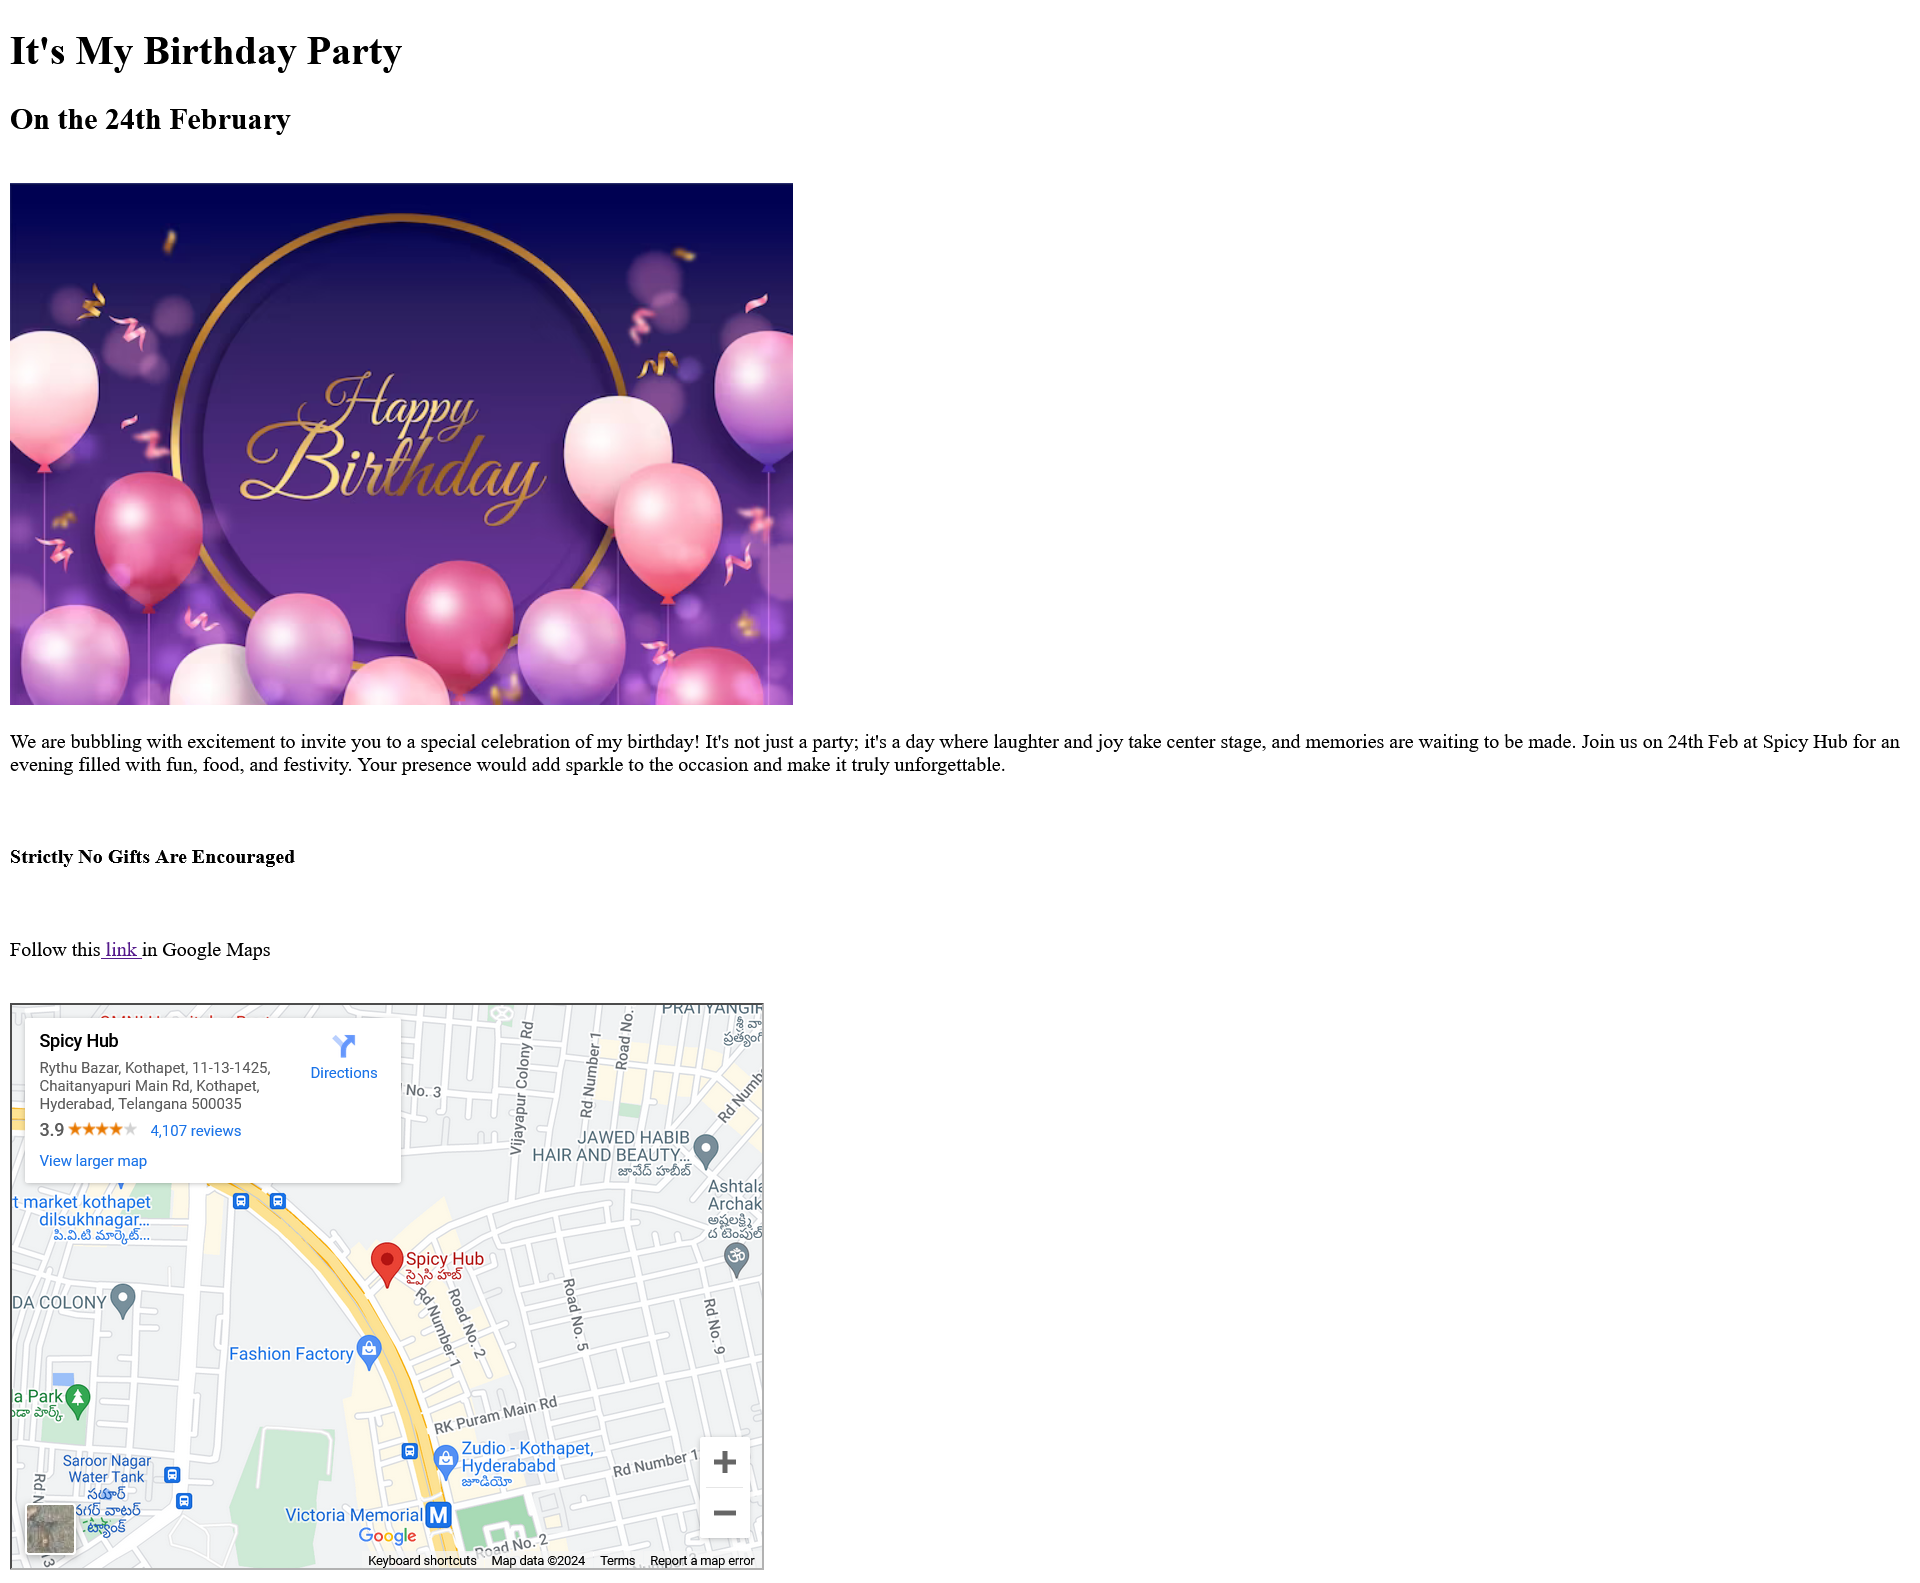 It's My Birthday Party
On the 24th February
Happy
Birthday
We are bubbling with excitement to invite you to a special celebration of my birthday! It's not just a party; it's a day where laughter and joy take center stage, and memories are waiting to be made. Join us on 24th Feb at Spicy Hub for an
evening filled with fun, food, and festivity. Your presence would add sparkle to the occasion and make it truly unforgettable.
Strictly No Gifts Are Encouraged
Follow this link in Google Maps
PRATYANGIR
Spicy Hub
Rythu Bazar, Kothapet, 11-13-1425,
Chaitanyapuri Main Rd, Kothapet,
Hyderabad, Telangana 500035
3.9
4,107 reviews
View larger map
Directions
No. 3
Vijayapur Colony Rd
Rd Number 1
Road No.
Rd Numb
JAWED HABIB
HAIR AND BEAUTY...
జావేద్ హబీబ్
Ashtala
Archak
అష్టలక్ష్మి
ద టెంపుల్
t market kothapet
dilsukhnagar...
పి.వి.టి మార్కెట్...
Spicy Hub
స్పైసి హబ్
DA COLONY
Rd Number 1
Road No. 2
Road No. 5
Rd No. 9
Fashion Factory
la Park
డా పార్క్
RK Puram Main Rd
Zudio - Kothapet,
Hyderababd
జూడియో
Rd Number 1
Saroor Nagar
Water Tank
సరూర్
నగర్ వాటర్
ట్యాంక్
Rd N
3
Victoria Memorial
M
Google
Road No. 2
Keyboard shortcuts
Map data ©2024
Terms
Report a map error